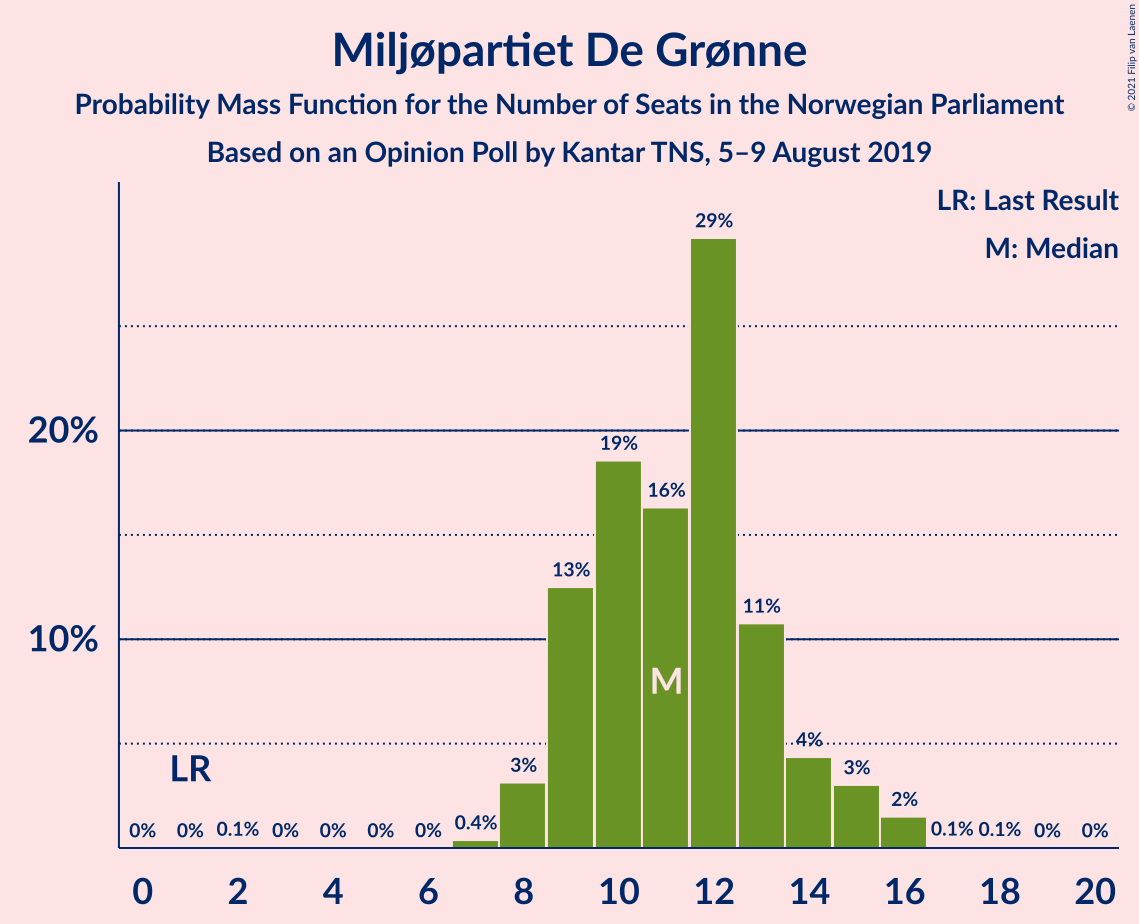 Miljøpartiet De Grønne
Probability Mass Function for the Number of Seats in the Norwegian Parliament
Based on an Opinion Poll by Kantar TNS, 5–9 August 2019
© 2021 Filip van Laenen
LR: Last Result
M: Median
29%
20%
19%
16%
13%
11%
10%
M
4%
LR
3%
3%
2%
0% 0% 0.1% 0% 0% 0% 0% 0.4% 0.1% 0.1% 0% 0%
0 2 4 6 8 10 12 14 16 18 20